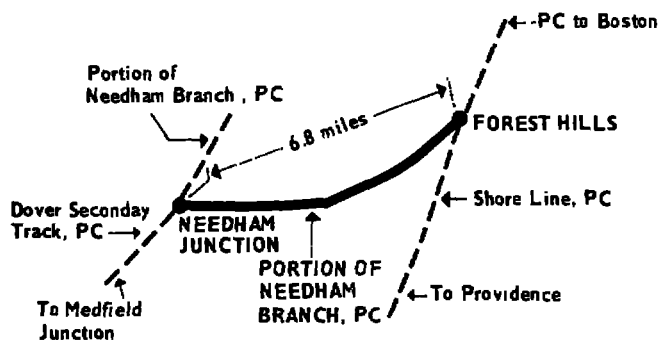 PC to Boston
Portion of
Needham Branch, PC
6.8 miles
FOREST HILLS
Dover Seconday
Track, PC
NEEDHAM
JUNCTION
Shore Line, PC
PORTION OF
NEEDHAM
BRANCH, PC
To Providence
To Medfield
Junction